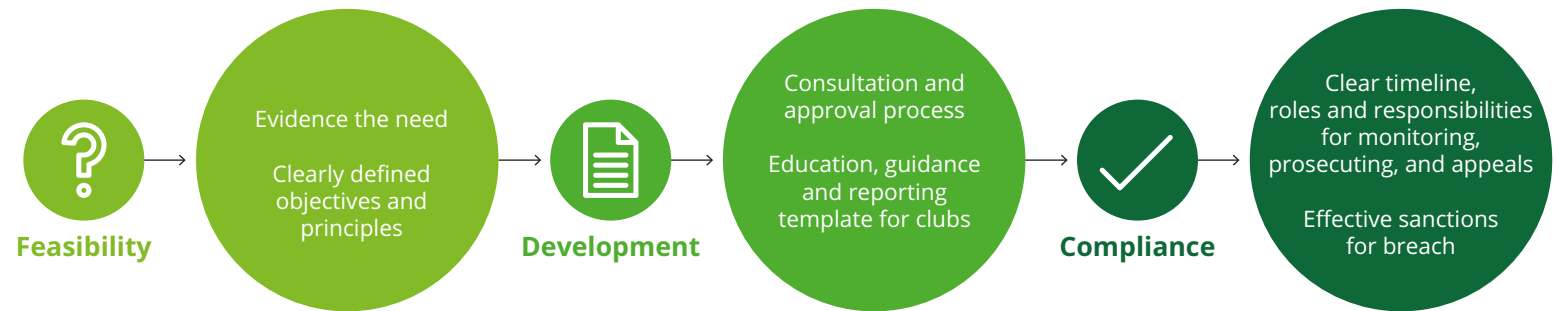 Feasibility
Evidence the need
Clearly defined
objectives and
principles
Development
Consultation and
approval process
Education, guidance
and reporting
template for clubs
Compliance
Clear timeline,
roles and responsibilities
for monitoring,
prosecuting, and appeals
Effective sanctions
for breach